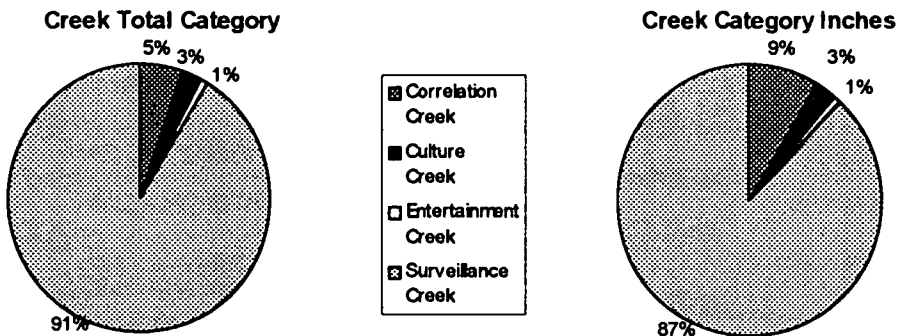 Creek Total Category
5%
3%
1%
91%
Correlation
Creek
Culture
Creek
Entertainment
Creek
Surveillance
Creek
Creek Category Inches
9%
3%
1%
87%